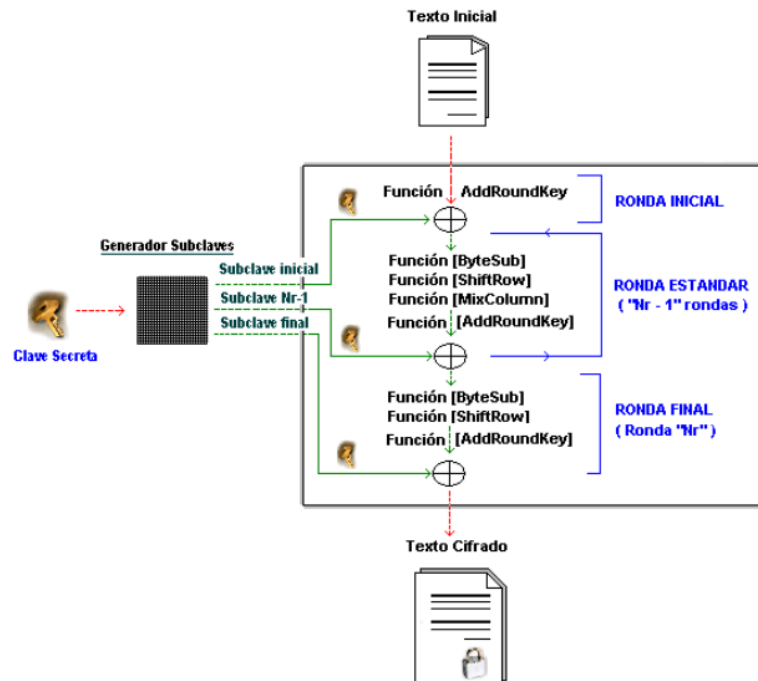 Texto Inicial
Función AddRoundKey
RONDA INICIAL
Generador Subclaves
Subclave inicial
Función [ByteSub]
Función [ShiftRow]
Función [MixColumn]
Función [AddRoundKey]
RONDA ESTANDAR
( "Nr - 1" rondas )
Subclave Nr-1
Subclave final
Clave Secreta
Función [ByteSub]
Función [ShiftRow]
Función [AddRoundKey]
RONDA FINAL
( Ronda "Nr" )
Texto Cifrado